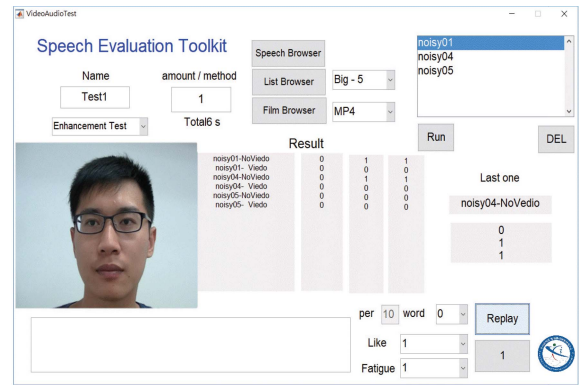 VideoAudioTest
Speech Evaluation Toolkit
Name
amount / method
Test1
1
Enhancement Test
Total6 s
Speech Browser
List Browser
Big - 5
Film Browser
MP4
noisy01
noisy04
noisy05
Run
DEL
Result
noisy01-NoViedo 0 1 1
noisy01- Viedo 0 0 0
noisy04-NoViedo 0 1 1
noisy04- Viedo 0 0 0
noisy05-NoViedo 0 0 0
noisy05- Viedo 0 0 0
Last one
noisy04-NoVedio
0
1
1
per 10 word 0
Replay
Like 1
Fatigue 1
1